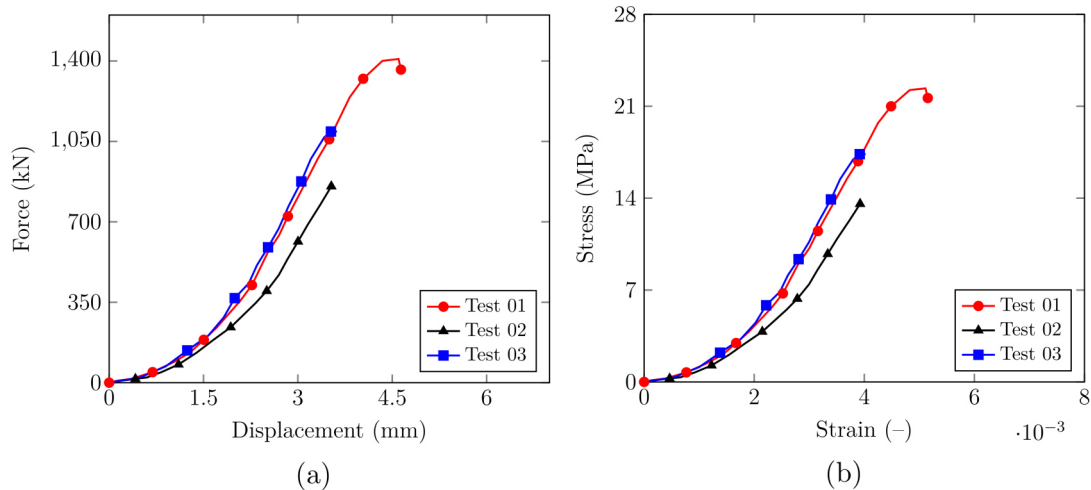 1,400
1,050
700
350
0
Force (kN)
0
1.5
3
4.5
6
Displacement (mm)
Test 01
Test 02
Test 03
(a)
28
21
14
7
0
Stress (MPa)
0
2
4
6
8
Strain (–)
·10⁻³
Test 01
Test 02
Test 03
(b)